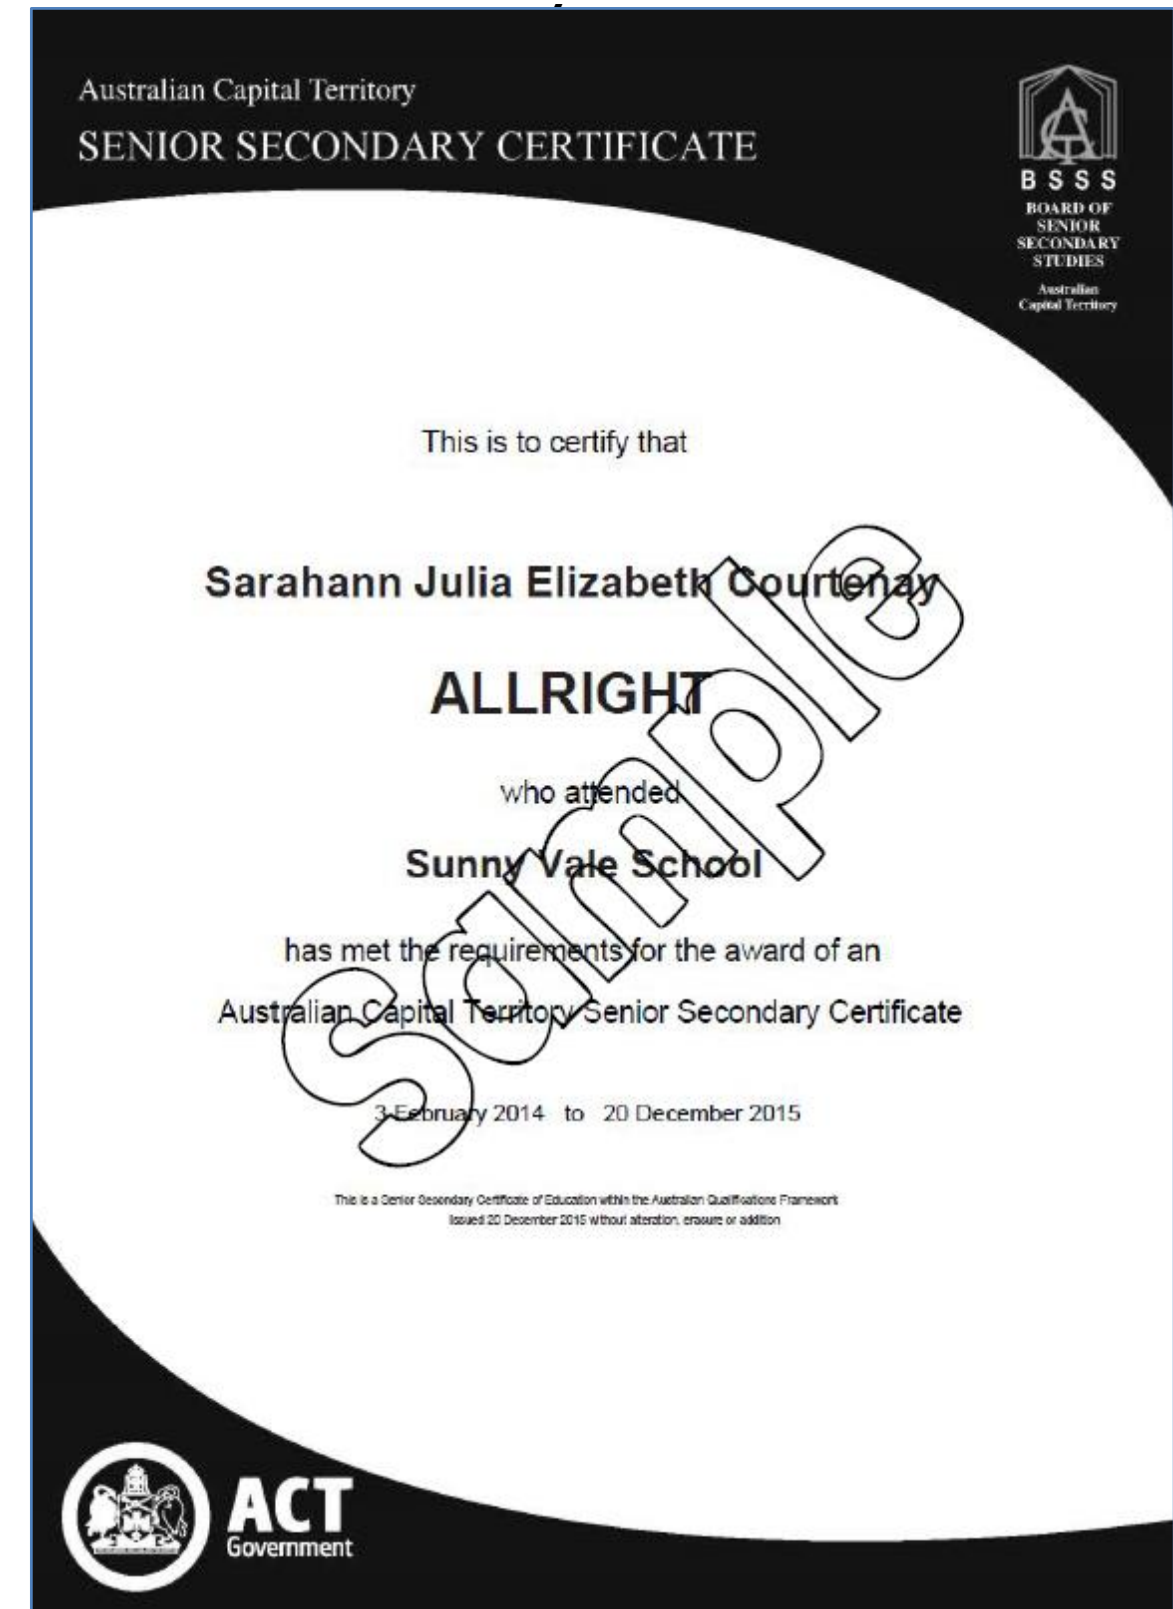 Australian Capital Territory
SENIOR SECONDARY CERTIFICATE
ACT
B S S S
BOARD OF
SENIOR
SECONDARY
STUDIES
Australian
Capital Territory
This is to certify that
Sarahann Julia Elizabeth Courtenay
ALLRIGHT
who attended
Sunny Vale School
has met the requirements for the award of an
Australian Capital Territory Senior Secondary Certificate
3 February 2014 to 20 December 2015
This is a Senior Secondary Certificate of Education within the Australian Qualifications Framework
Issued 20 December 2015 without alteration, erasure or addition
Sample
ACT
Government